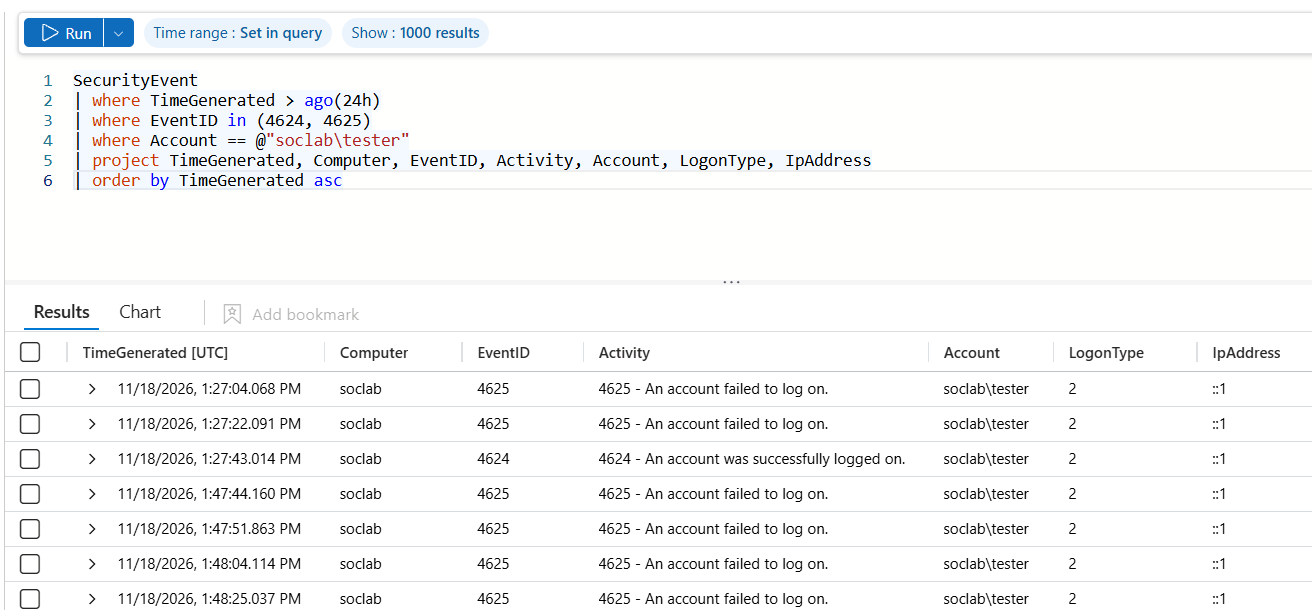 Run Time range : Set in query Show : 1000 results
1 SecurityEvent
2 | where TimeGenerated > ago(24h)
3 | where EventID in (4624, 4625)
4 | where Account == @"soclab\tester"
5 | project TimeGenerated, Computer, EventID, Activity, Account, LogonType, IpAddress
6 | order by TimeGenerated asc
...
Results Chart Add bookmark
TimeGenerated [UTC] Computer EventID Activity Account LogonType IpAddress
11/18/2026, 1:27:04.068 PM soclab 4625 4625 - An account failed to log on. soclab\tester 2 ::1
11/18/2026, 1:27:22.091 PM soclab 4625 4625 - An account failed to log on. soclab\tester 2 ::1
11/18/2026, 1:27:43.014 PM soclab 4624 4624 - An account was successfully logged on. soclab\tester 2 ::1
11/18/2026, 1:47:44.160 PM soclab 4625 4625 - An account failed to log on. soclab\tester 2 ::1
11/18/2026, 1:47:51.863 PM soclab 4625 4625 - An account failed to log on. soclab\tester 2 ::1
11/18/2026, 1:48:04.114 PM soclab 4625 4625 - An account failed to log on. soclab\tester 2 ::1
11/18/2026, 1:48:25.037 PM soclab 4625 4625 - An account failed to log on. soclab\tester 2 ::1